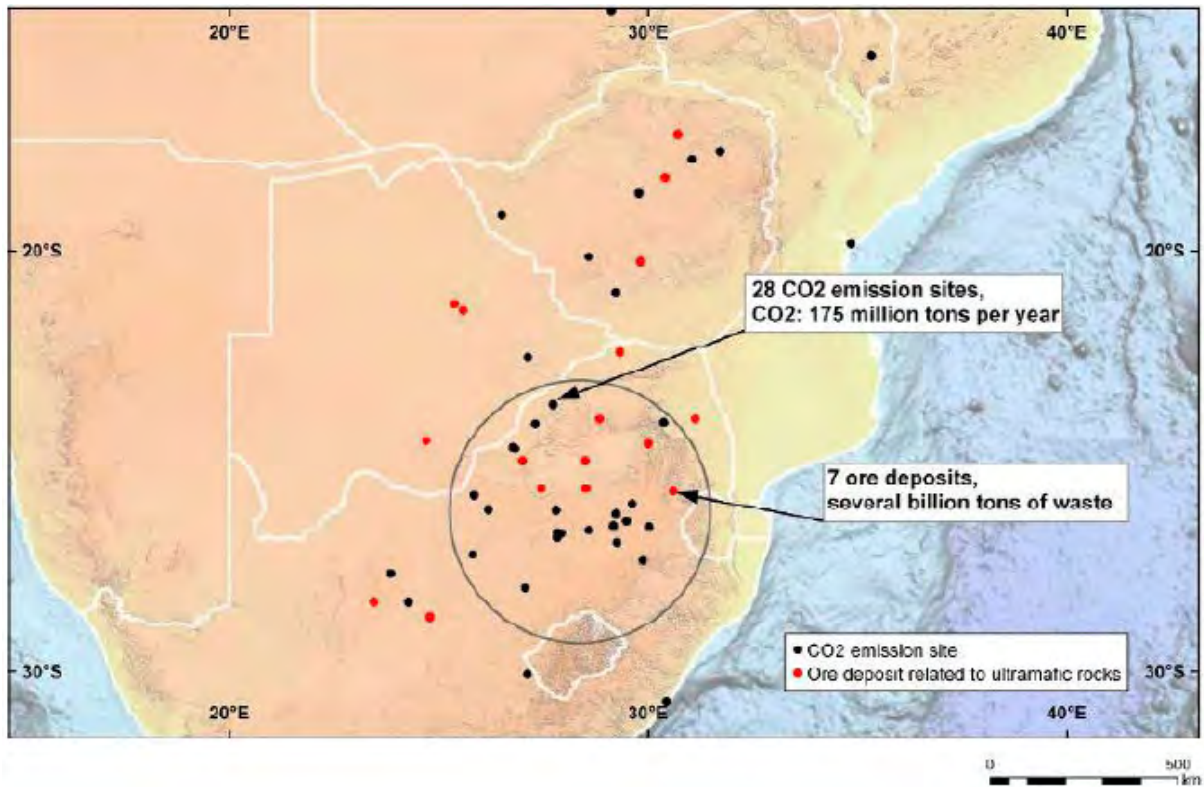 20°E
30°E
40°E
20°S
20°S
28 CO2 emission sites,
CO2: 175 million tons per year
7 ore deposits,
several billion tons of waste
CO2 emission site
Ore deposit related to ultramafic rocks
30°S
30°S
20°E
30°E
40°E
0
500
km